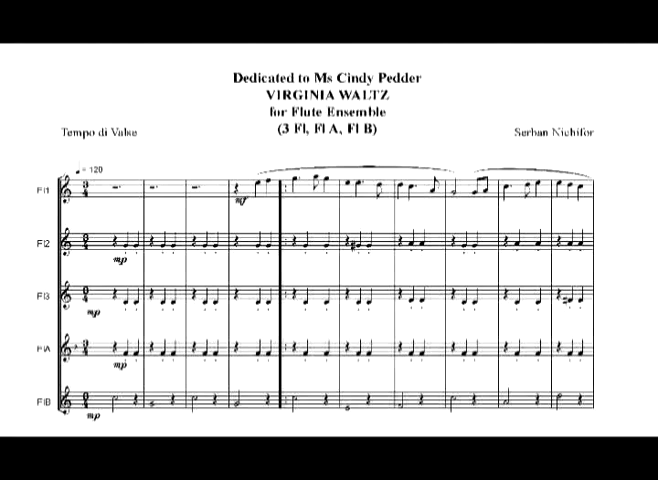 Dedicated to Ms Cindy Pedder
VIRGINIA WALTZ
for Flute Ensemble
(3 Fl, Fl A, Fl B)
Tempo di Valse
Serban Nichifor
= 120
Fl1
mf
Fl2
mp
Fl3
mp
FlA
mp
FlB
mp